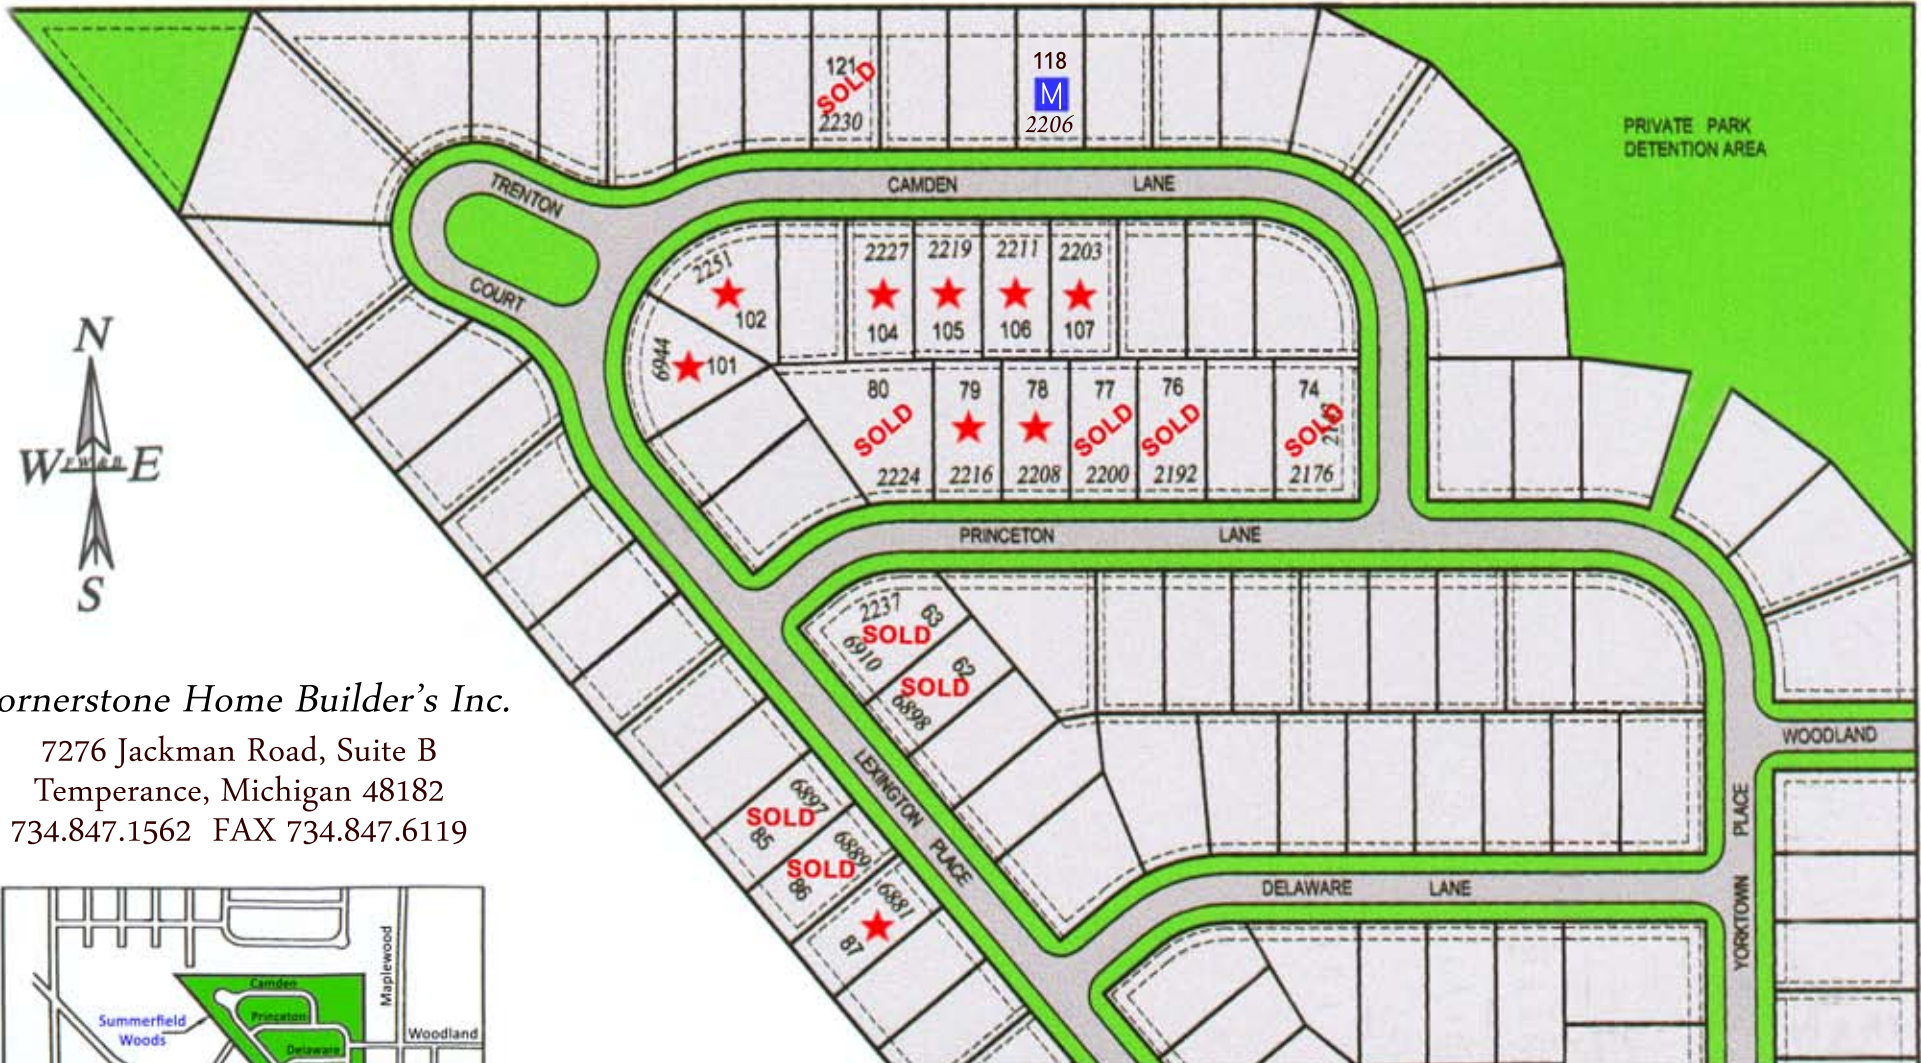 121
SOLD
2230
118
M
2206
PRIVATE PARK
DETENTION AREA
TRENTON
COURT
CAMDEN LANE
2251
102
6944
101
2227
104
2219
105
2211
106
2203
107
80
SOLD
2224
79
2216
78
2208
77
SOLD
2200
76
SOLD
2192
74
SOLD
2176
N
W E
S
PRINCETON LANE
2237
63
SOLD
6910
62
SOLD
6898
ornerstone Home Builder's Inc.
7276 Jackman Road, Suite B
Temperance, Michigan 48182
734.847.1562 FAX 734.847.6119
LEXINGTON PLACE
6897
SOLD
85
6889
SOLD
86
6881
87
WOODLAND
YORKTOWN PLACE
DELAWARE LANE
Maplewood
Camden
Princeton
Delaware
Summerfield
Woods
Woodland